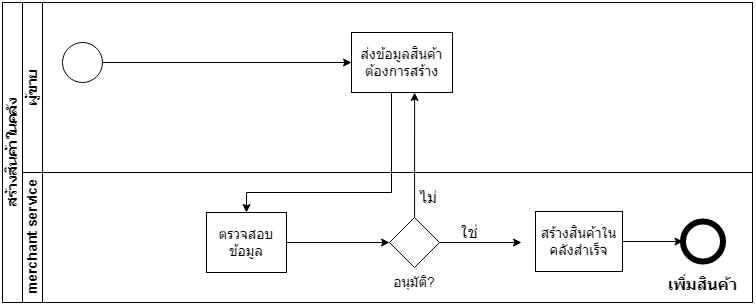 สร้างสินค้าในคลัง
ผู้ขาย
ส่งข้อมูลสินค้า
ต้องการสร้าง
merchant service
ตรวจสอบ
ข้อมูล
อนุมัติ?
ไม่
ใช่
สร้างสินค้าใน
คลังสำเร็จ
เพิ่มสินค้า